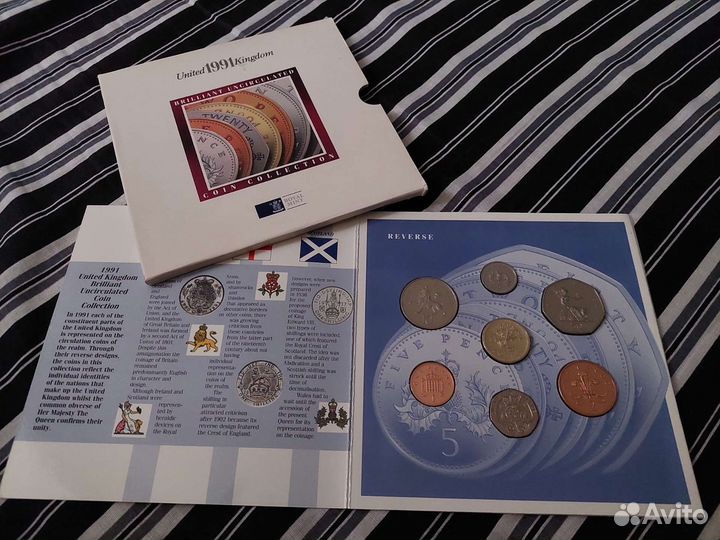 United 1991 Kingdom
BRILLIANT UNCIRCULATED
COIN COLLECTION
ROYAL
MINT
REVERSE
FIVE PENCE
5
TWENTY
1991
United Kingdom
Brilliant
Uncirculated
Coin
Collection
In 1991 each of the
constituent parts of
the United Kingdom
is represented on the
circulation coins of the
realm. Through
their reverse designs,
the coins in this
collection reflect the
individual identities
of the nations that
make up the United
Kingdom whilst the
common obverse of
Her Majesty The
Queen confirms their
unity.
and
England
were joined
by the Act of
Union, and
the united Kingdom
of Great Britain and
Ireland was formed
by a second Act of
Union of 1801.
Despite this
amalgamation the
coinage of Britain
remained
predominantly English
in character and
design.
Although Ireland and
Scotland were
represented
by
heraldic
devices
on the Royal
Arms,
and by
shamrocks
and
thistles
that appeared as
decorative borders
on other coins, there
was growing
criticism from
these countries
from the latter part
of the nineteenth
century about not
having
individual
representation
on the coins
of the realm.
The
shilling in
particular
attracted criticism
after 1902 because its
reverse design featured
the Crest of England.
However, when new
designs were
prepared
in 1936
for the
proposed
coinage
of King
Edward VIII,
two types of
shillings were included,
one of which featured
the Royal Crest of
Scotland. The idea was
not discarded after the
Abdication and a
Scottish shilling was
struck until
the time of
decimalisation.
Wales had to
wait until the
accession of
the present
Queen for its
representation
on the coinage.
SCOTLAND
Avito